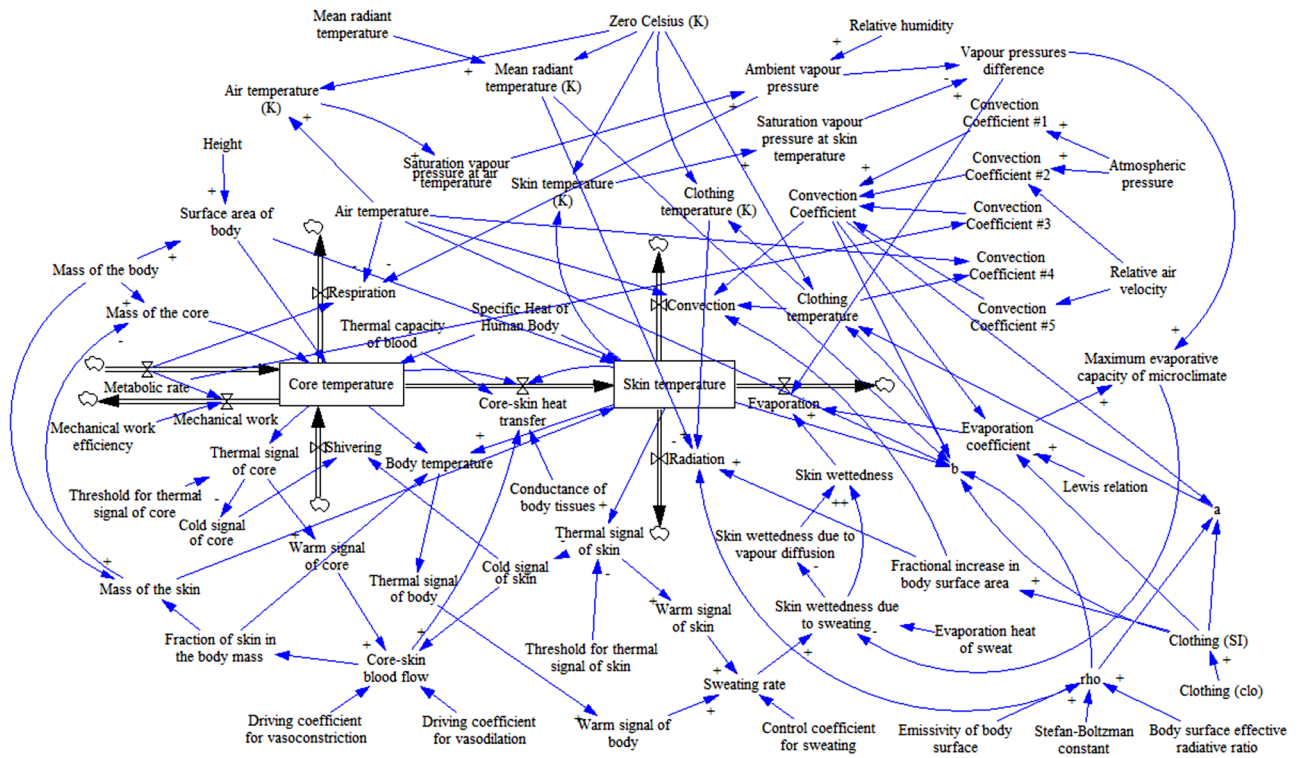 Mean radiant
temperature
Zero Celsius (K)
Relative humidity
Air temperature
(K)
Mean radiant
temperature (K)
Ambient vapour
pressure
Vapour pressures
difference
Convection
Coefficient #1
Height
Saturation vapour
pressure at air
temperature
Saturation vapour
pressure at skin
temperature
Convection
Coefficient #2
Atmospheric
pressure
Skin temperature
(K)
Clothing
temperature (K)
Convection
Coefficient
Convection
Coefficient #3
Surface area of
body
Air temperature
Convection
Coefficient #4
Mass of the body
Relative air
velocity
Respiration
Convection
Clothing
temperature
Convection
Coefficient #5
Mass of the core
Specific Heat of
Human Body
Thermal capacity
of blood
Maximum evaporative
capacity of microclimate
Metabolic rate
Core temperature
Skin temperature
Evaporation
Mechanical work
efficiency
Mechanical work
Core-skin heat
transfer
Evaporation
coefficient
Thermal signal
of core
Shivering
Body temperature
Radiation
b
Lewis relation
Skin wettedness
Threshold for thermal
signal of core
Cold signal
of core
Conductance of
body tissues
a
Warm signal
of core
Thermal signal
of skin
Skin wettedness due to
vapour diffusion
Fractional increase in
body surface area
Mass of the skin
Thermal signal
of body
Cold signal
of skin
Warm signal
of skin
Skin wettedness due
to sweating
Evaporation heat
of sweat
Clothing (SI)
Fraction of skin in
the body mass
Core-skin
blood flow
Threshold for thermal
signal of skin
Sweating rate
rho
Clothing (clo)
Driving coefficient
for vasoconstriction
Driving coefficient
for vasodilation
Warm signal of
body
Control coefficient
for sweating
Emissivity of body
surface
Stefan-Boltzman
constant
Body surface effective
radiative ratio